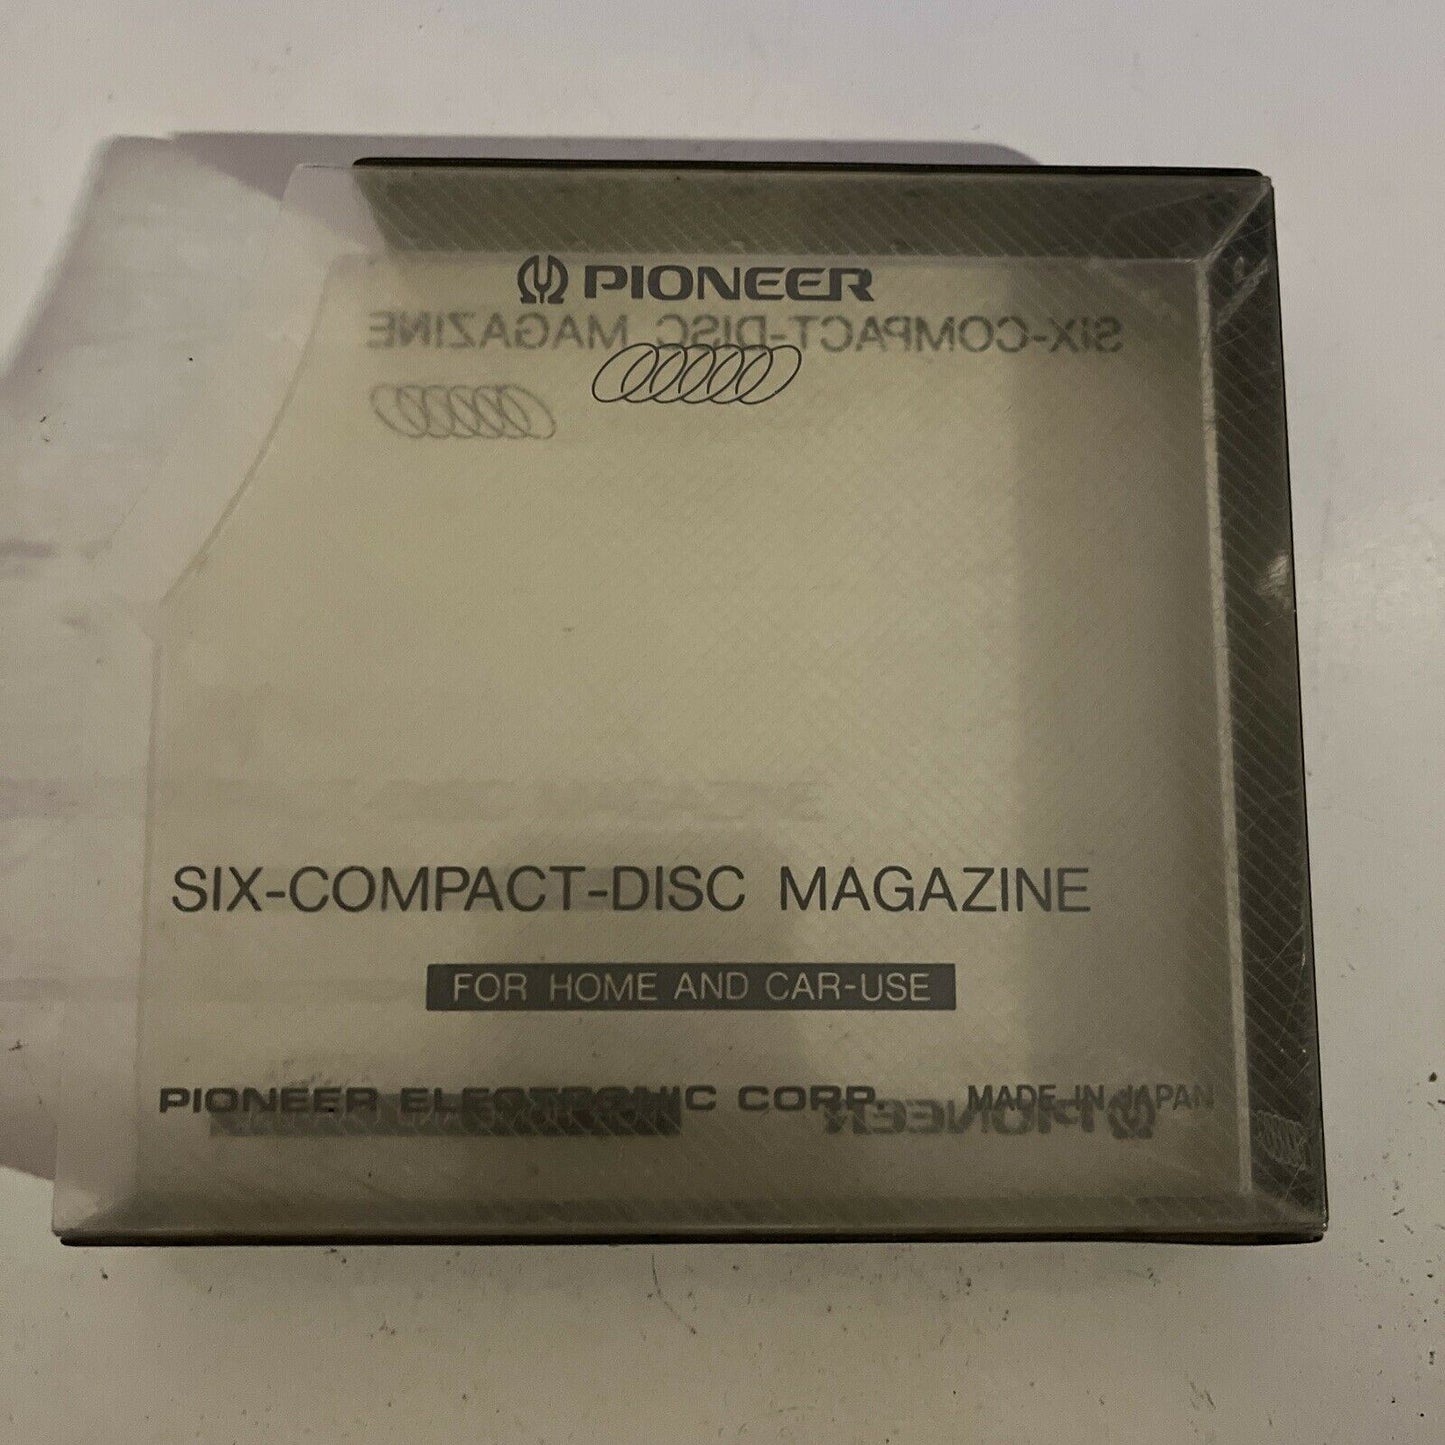 PIONEER
SIX-COMPACT-DISC MAGAZINE
SIX-COMPACT-DISC MAGAZINE
FOR HOME AND CAR-USE
PIONEER ELECTRONIC CORP. MADE IN JAPAN
PIONEER